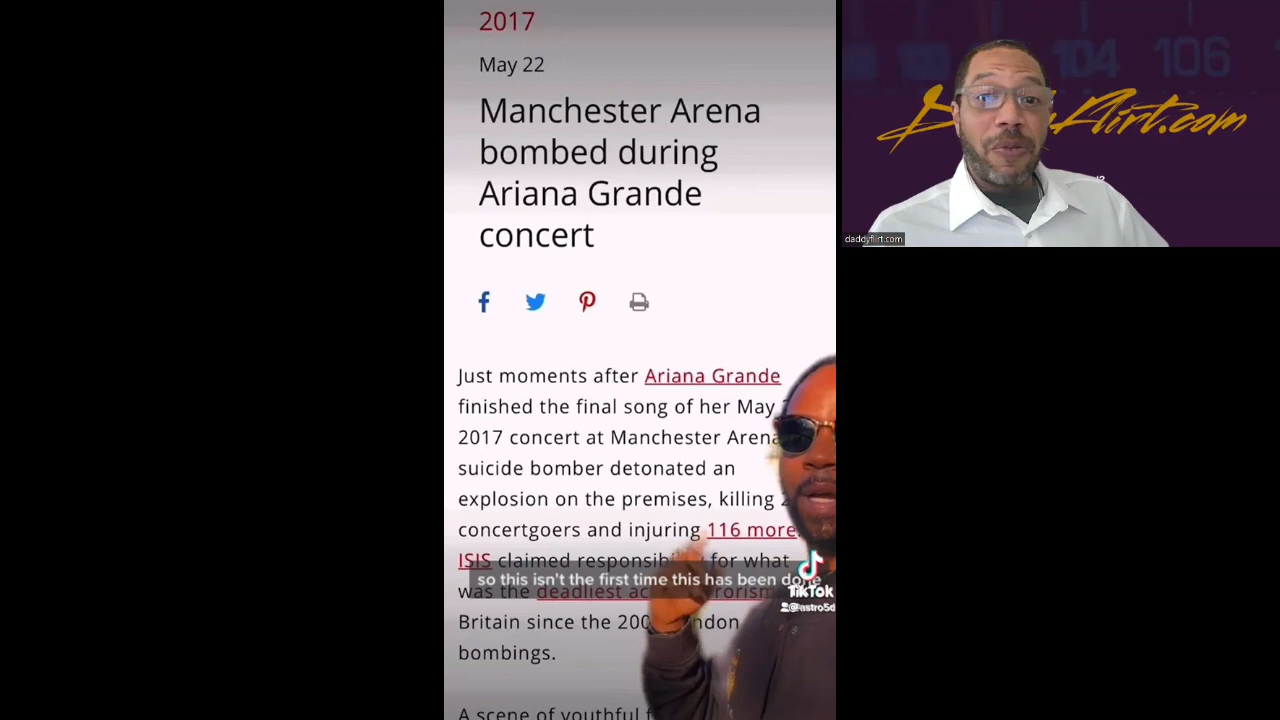 2017
May 22
Manchester Arena
bombed during
Ariana Grande
concert
Just moments after Ariana Grande
finished the final song of her May
2017 concert at Manchester Arena
suicide bomber detonated an
explosion on the premises, killing
concertgoers and injuring 116 more.
ISIS claimed for what
so this isn't the first time this has been done
was the deadliest
Britain since the
bombings.
A scene of youthful
TikTok
104 106
daddyflirt.com